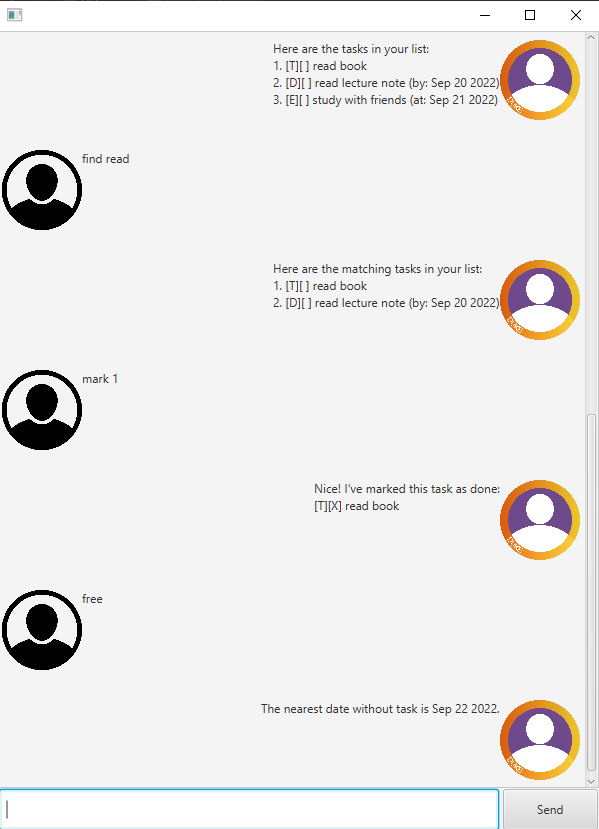 Here are the tasks in your list:
1. [T][ ] read book
2. [D][ ] read lecture note (by: Sep 20 2022)
3. [E][ ] study with friends (at: Sep 21 2022)
find read
Here are the matching tasks in your list:
1. [T][ ] read book
2. [D][ ] read lecture note (by: Sep 20 2022)
mark 1
Nice! I've marked this task as done:
[T][X] read book
free
The nearest date without task is Sep 22 2022.
Send